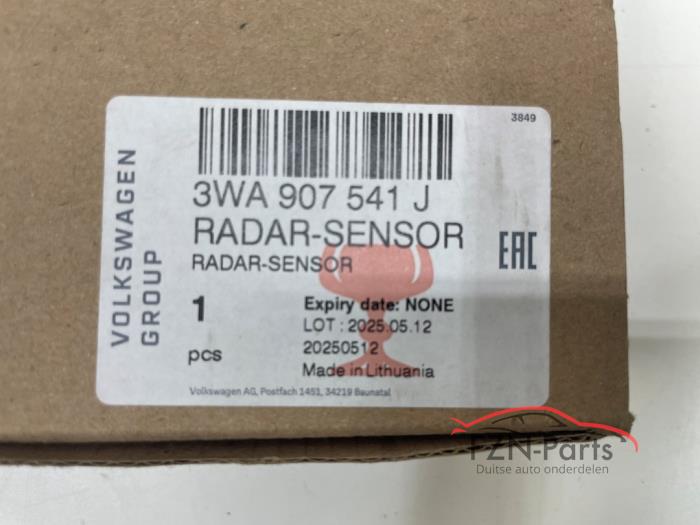 3849
VOLKSWAGEN
GROUP
3WA 907 541 J
RADAR-SENSOR
RADAR-SENSOR
EAC
1
pcs
Expiry date: NONE
LOT : 2025.05.12
20250512
Made in Lithuania
Volkswagen AG, Postfach 1451, 34219 Baunatal
FZN-Parts
Duitse auto onderdelen